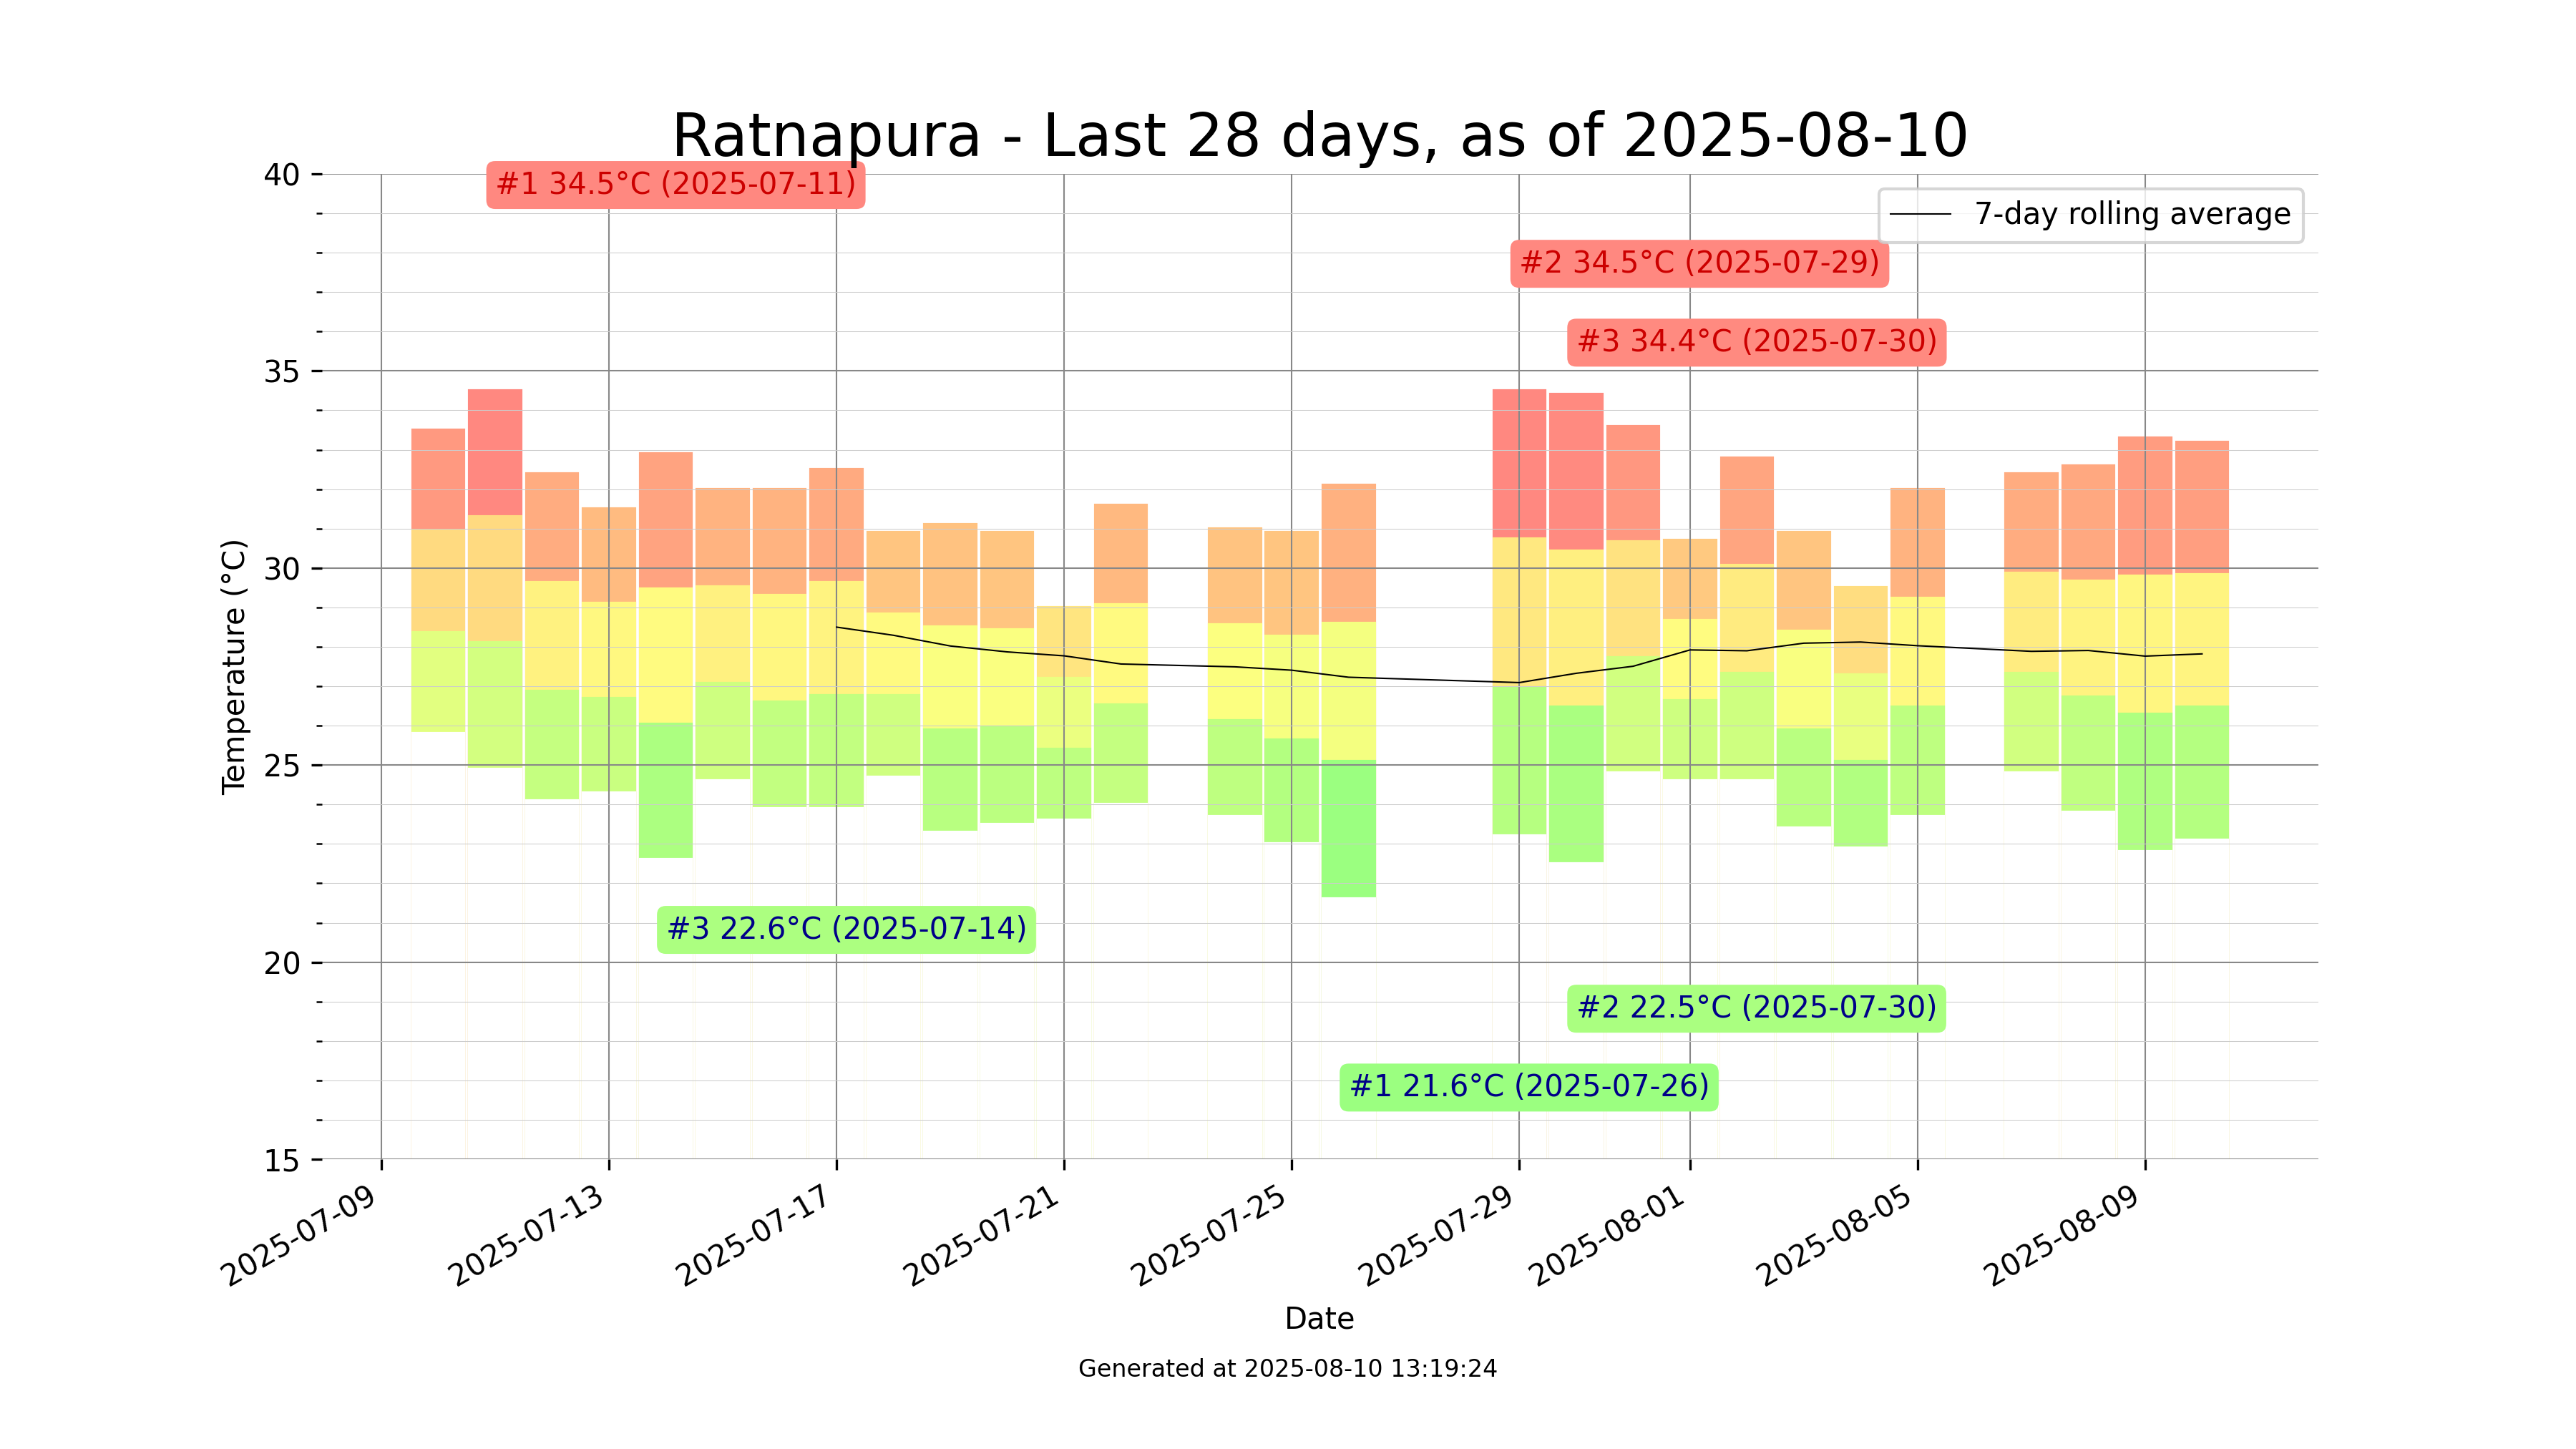 Ratnapura - Last 28 days, as of 2025-08-10
40
#1 34.5°C (2025-07-11)
7-day rolling average
#2 34.5°C (2025-07-29)
#3 34.4°C (2025-07-30)
35
30
Temperature (°C)
25
#3 22.6°C (2025-07-14)
20
#2 22.5°C (2025-07-30)
#1 21.6°C (2025-07-26)
15
2025-07-09
2025-07-13
2025-07-17
2025-07-21
2025-07-25
2025-07-29
2025-08-01
2025-08-05
2025-08-09
Date
Generated at 2025-08-10 13:19:24